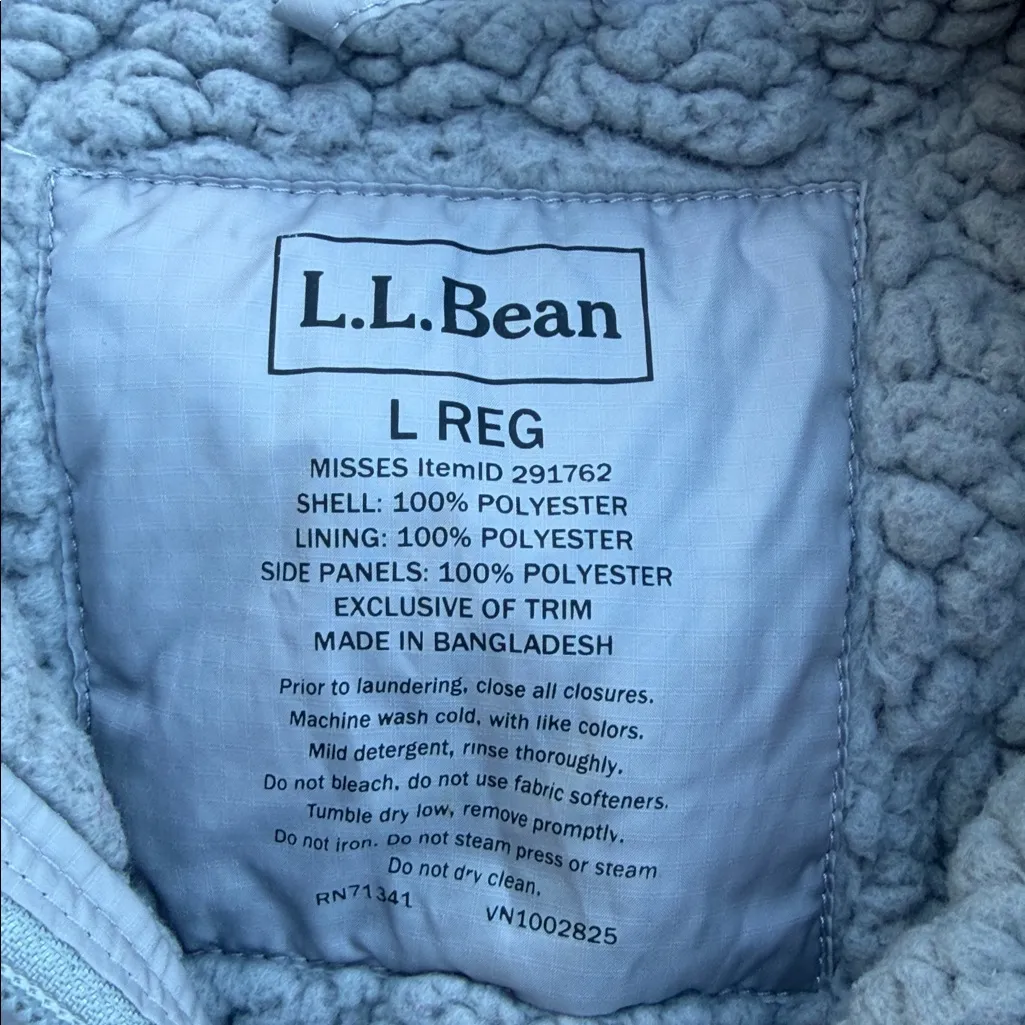 L.L.Bean
L REG
MISSES ItemID 291762
SHELL: 100% POLYESTER
LINING: 100% POLYESTER
SIDE PANELS: 100% POLYESTER
EXCLUSIVE OF TRIM
MADE IN BANGLADESH
Prior to laundering, close all closures.
Machine wash cold, with like colors.
Mild detergent, rinse thoroughly.
Do not bleach, do not use fabric softeners.
Tumble dry low, remove promptly.
Do not iron. Do not steam press or steam
Do not dry clean.
RN71341 VN1002825